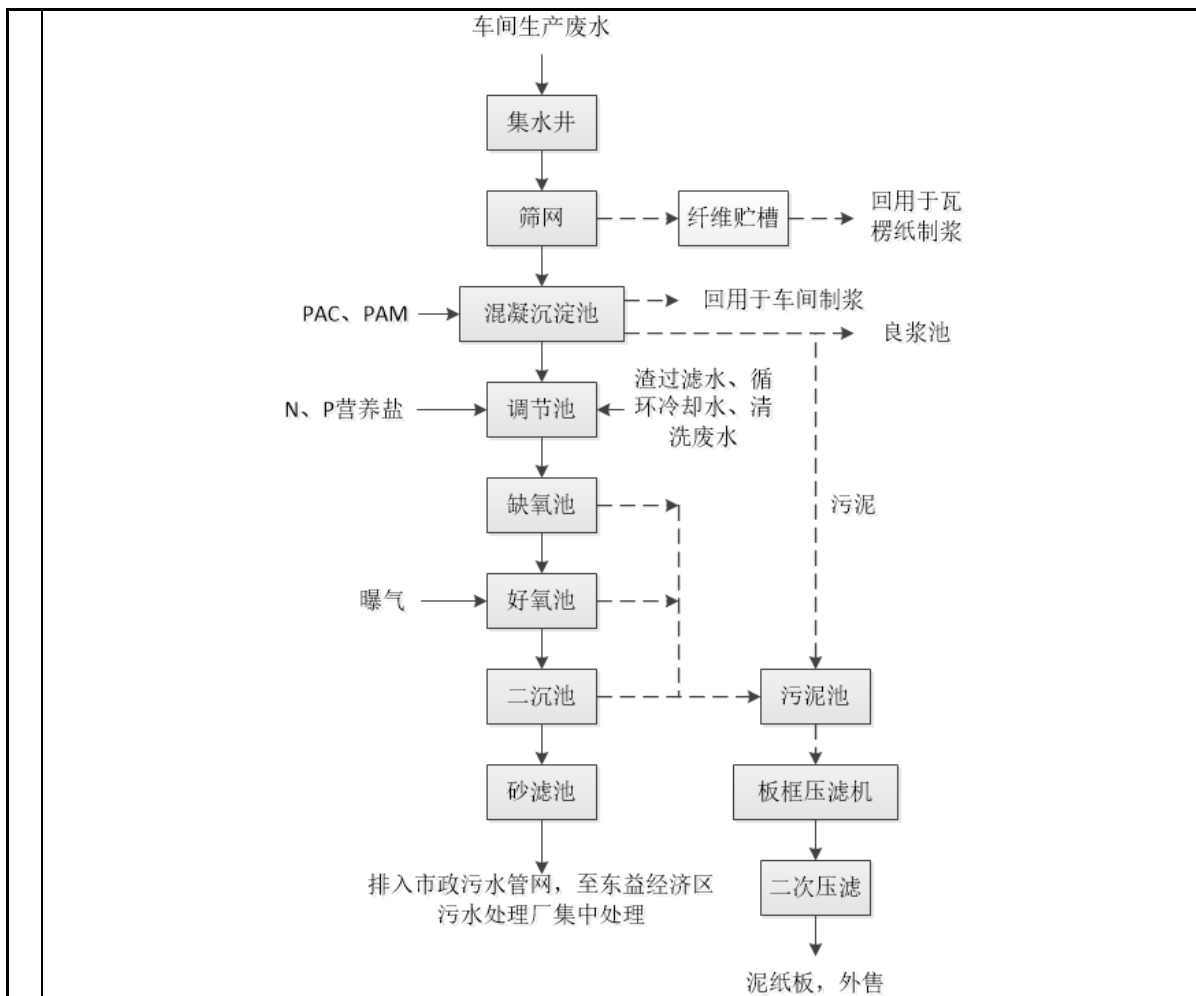 车间生产废水
集水井
筛网
纤维贮槽
回用于瓦
楞纸制浆
PAC、PAM
混凝沉淀池
回用于车间制浆
良浆池
N、P营养盐
调节池
渣过滤水、循
环冷却水、清
洗废水
缺氧池
污泥
曝气
好氧池
二沉池
污泥池
砂滤池
板框压滤机
排入市政污水管网，至东益经济区
污水处理厂集中处理
二次压滤
泥纸板，外售